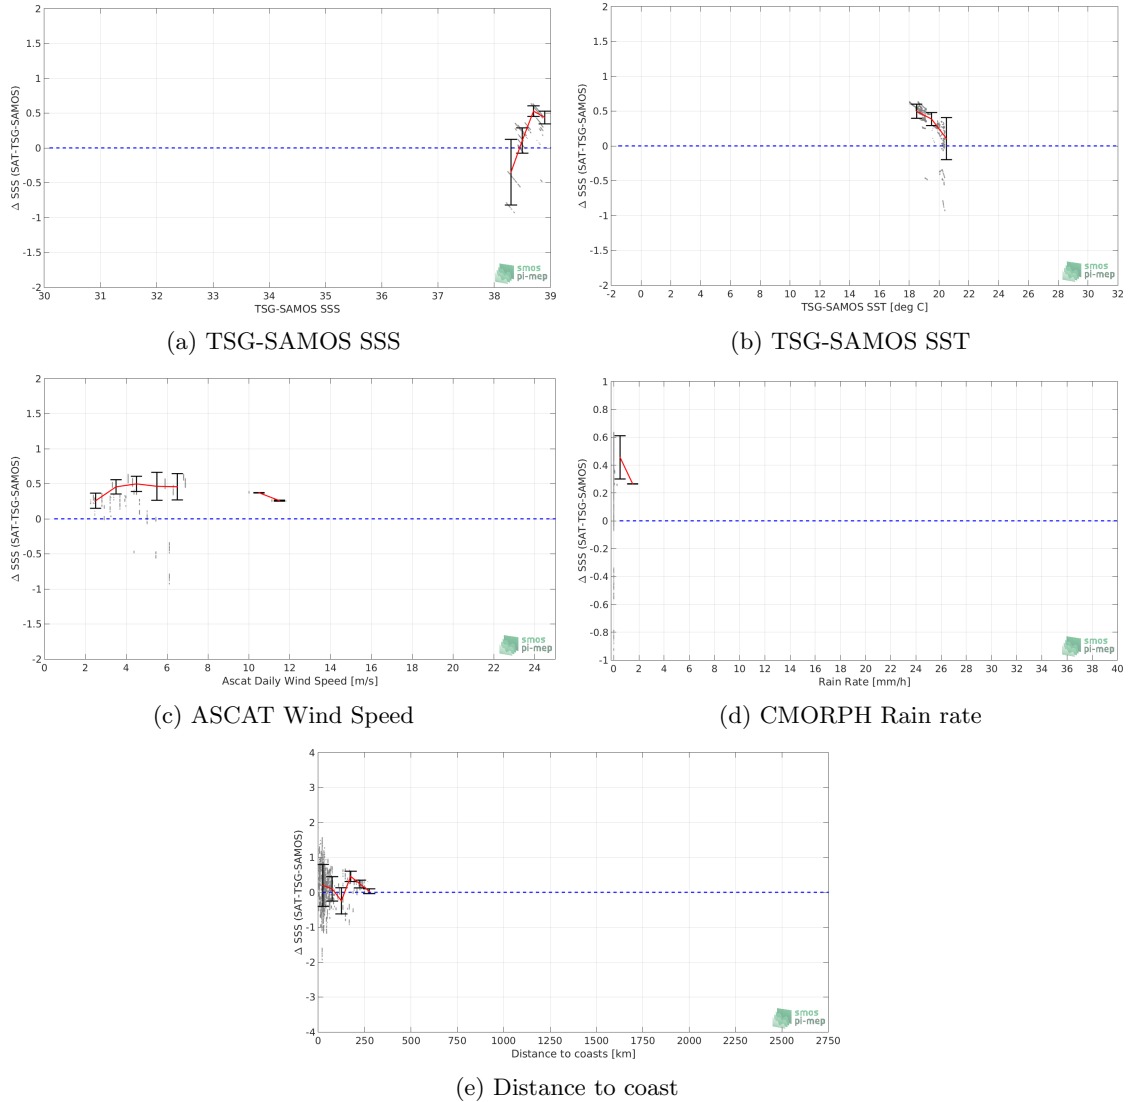 2
1.5
1
0.5
0
-0.5
-1
-1.5
-2
Δ SSS (SAT-TSG-SAMOS)
30 31 32 33 34 35 36 37 38 39
TSG-SAMOS SSS
smos
pi-mep
(a) TSG-SAMOS SSS
2
1.5
1
0.5
0
-0.5
-1
-1.5
-2
Δ SSS (SAT-TSG-SAMOS)
-2 0 2 4 6 8 10 12 14 16 18 20 22 24 26 28 30 32
TSG-SAMOS SST [deg C]
smos
pi-mep
(b) TSG-SAMOS SST
2
1.5
1
0.5
0
-0.5
-1
-1.5
-2
Δ SSS (SAT-TSG-SAMOS)
0 2 4 6 8 10 12 14 16 18 20 22 24
Ascat Daily Wind Speed [m/s]
smos
pi-mep
(c) ASCAT Wind Speed
1
0.8
0.6
0.4
0.2
0
-0.2
-0.4
-0.6
-0.8
-1
Δ SSS (SAT-TSG-SAMOS)
0 2 4 6 8 10 12 14 16 18 20 22 24 26 28 30 32 34 36 38 40
Rain Rate [mm/h]
smos
pi-mep
(d) CMORPH Rain rate
4
3
2
1
0
-1
-2
-3
-4
Δ SSS (SAT-TSG-SAMOS)
0 250 500 750 1000 1250 1500 1750 2000 2250 2500 2750
Distance to coasts [km]
smos
pi-mep
(e) Distance to coast